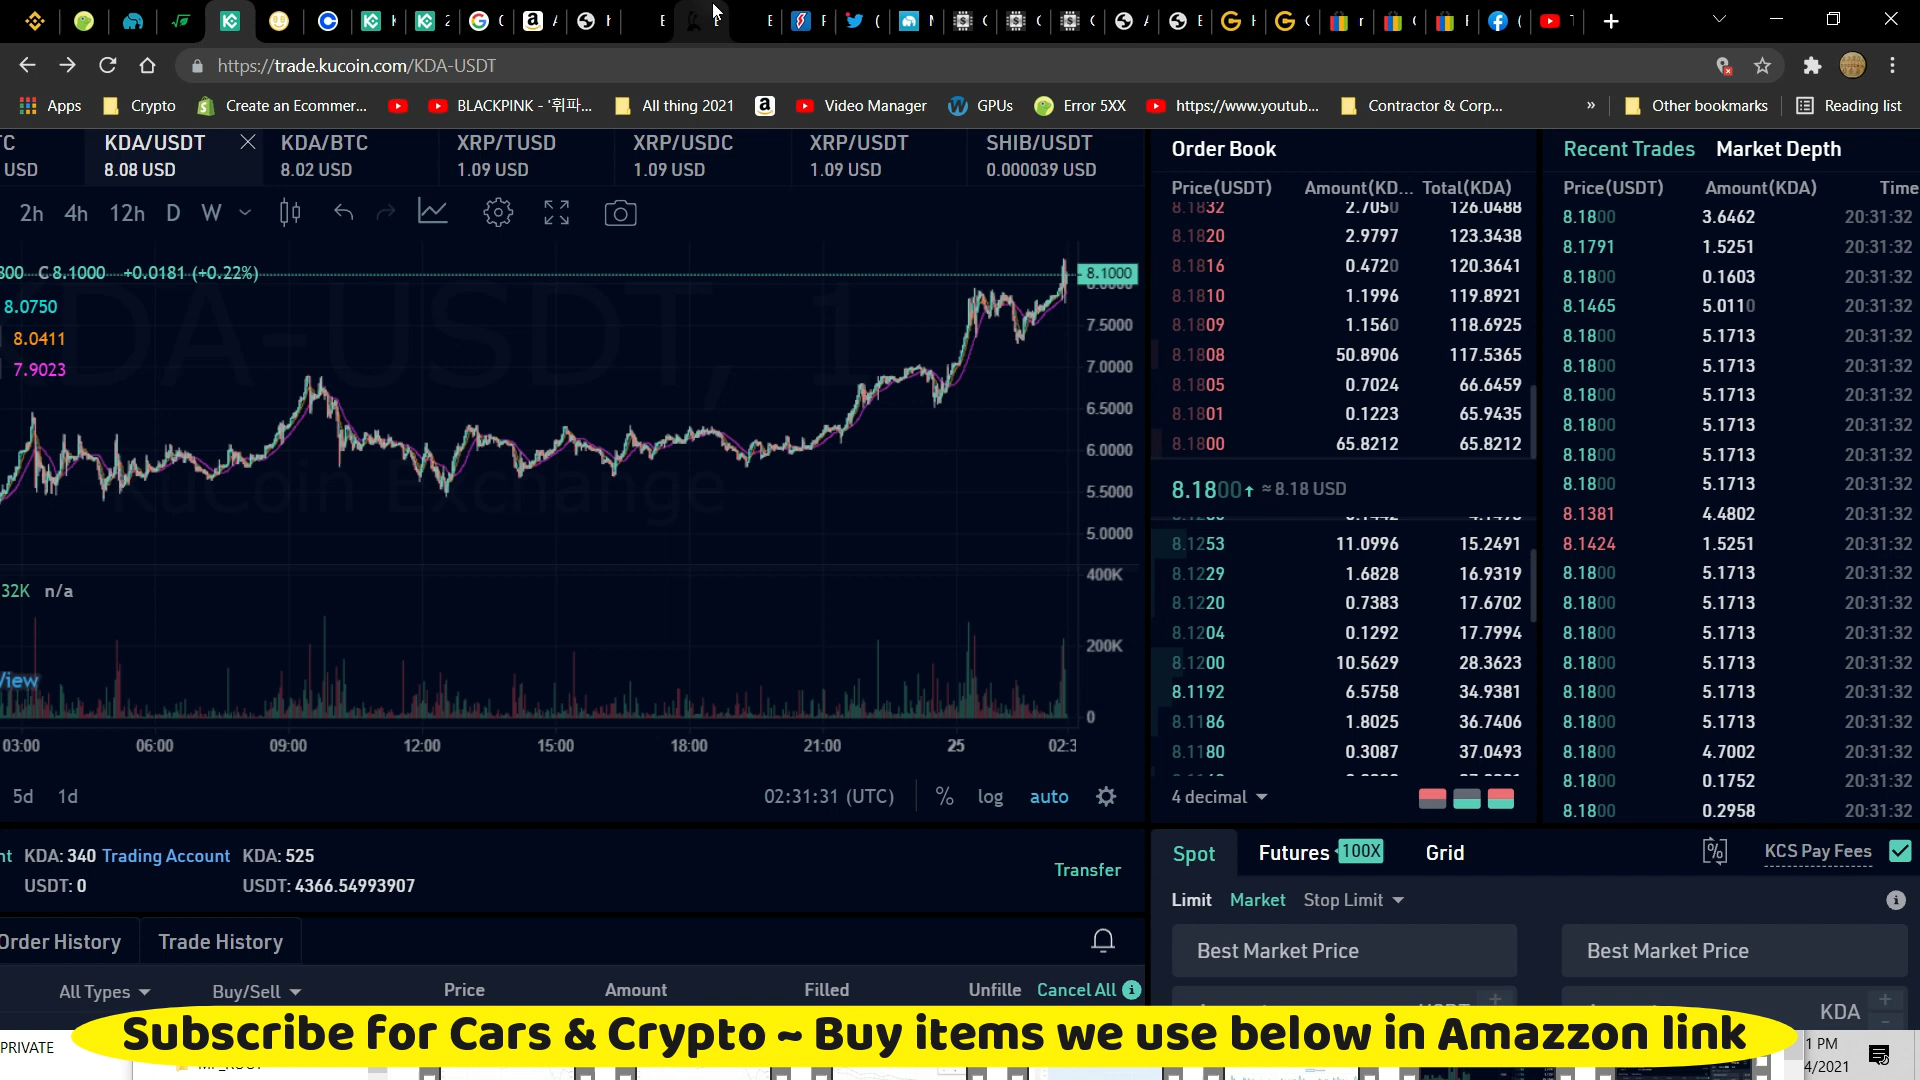 https://trade.kucoin.com/KDA-USDT
Apps Crypto Create an Ecommer... BLACKPINK - '휘파... All thing 2021 Video Manager GPUs Error 5XX https://www.youtub... Contractor & Corp... » Other bookmarks Reading list
KDA/USDT KDA/BTC XRP/TUSD XRP/USDC XRP/USDT SHIB/USDT
USD 8.08 USD 8.02 USD 1.09 USD 1.09 USD 1.09 USD 0.000039 USD
2h 4h 12h D W
C8.1000 +0.0181 (+0.22%)
8.0750
8.0411
7.9023
8.1000
7.5000
7.0000
6.5000
6.0000
5.5000
5.0000
400K
200K
0
KuCoin Exchange
32K n/a
View
03:00 06:00 09:00 12:00 15:00 18:00 21:00 25
5d 1d 02:31:31 (UTC) % log auto
KDA: 340 Trading Account KDA: 525
USDT: 0 USDT: 4366.54993907
Transfer
Order History Trade History
All Types Buy/Sell Price Amount Filled Unfille Cancel All
Order Book
Price(USDT) Amount(KD... Total(KDA)
8.1832 2.7050 126.0488
8.1820 2.9797 123.3438
8.1816 0.4720 120.3641
8.1810 1.1996 119.8921
8.1809 1.1560 118.6925
8.1808 50.8906 117.5365
8.1805 0.7024 66.6459
8.1801 0.1223 65.9435
8.1800 65.8212 65.8212
8.1800↑ ≈8.18 USD
8.1253 11.0996 15.2491
8.1229 1.6828 16.9319
8.1220 0.7383 17.6702
8.1204 0.1292 17.7994
8.1200 10.5629 28.3623
8.1192 6.5758 34.9381
8.1186 1.8025 36.7406
8.1180 0.3087 37.0493
4 decimal
Recent Trades Market Depth
Price(USDT) Amount(KDA) Time
8.1800 3.6462 20:31:32
8.1791 1.5251 20:31:32
8.1800 0.1603 20:31:32
8.1465 5.0110 20:31:32
8.1800 5.1713 20:31:32
8.1800 5.1713 20:31:32
8.1800 5.1713 20:31:32
8.1800 5.1713 20:31:32
8.1800 5.1713 20:31:32
8.1800 5.1713 20:31:32
8.1381 4.4802 20:31:32
8.1424 1.5251 20:31:32
8.1800 5.1713 20:31:32
8.1800 5.1713 20:31:32
8.1800 5.1713 20:31:32
8.1800 5.1713 20:31:32
8.1800 5.1713 20:31:32
8.1800 5.1713 20:31:32
8.1800 4.7002 20:31:32
8.1800 0.1752 20:31:32
8.1800 0.2958 20:31:32
Spot Futures 100X Grid KCS Pay Fees
Limit Market Stop Limit
Best Market Price Best Market Price
KDA
Subscribe for Cars & Crypto ~ Buy items we use below in Amazzon link
PRIVATE
1 PM
4/2021